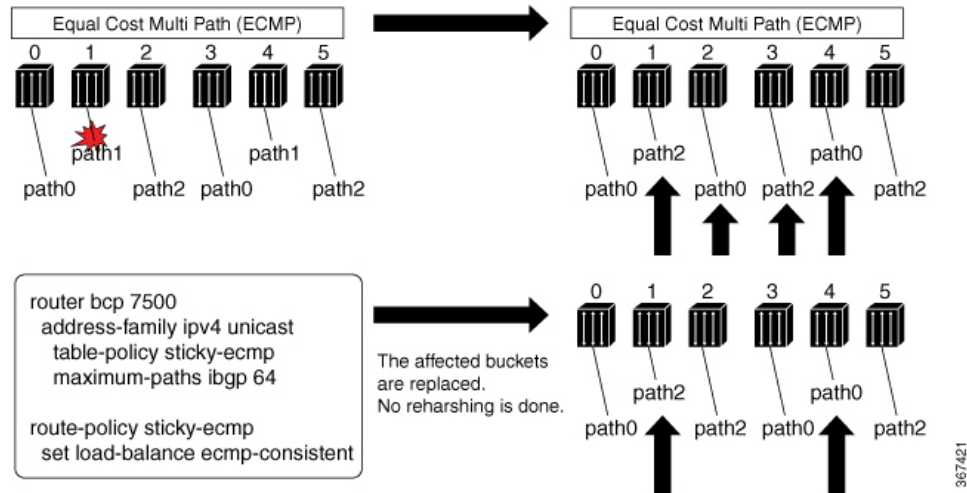 Equal Cost Multi Path (ECMP)
0 1 2 3 4 5
path1 path1
path0 path2 path0 path2
Equal Cost Multi Path (ECMP)
0 1 2 3 4 5
path2 path0
path0 path0 path2 path2
router bcp 7500
address-family ipv4 unicast
table-policy sticky-ecmp
maximum-paths ibgp 64
route-policy sticky-ecmp
set load-balance ecmp-consistent
The affected buckets
are replaced.
No reharshing is done.
0 1 2 3 4 5
path2 path0
path0 path2 path0 path2
367421